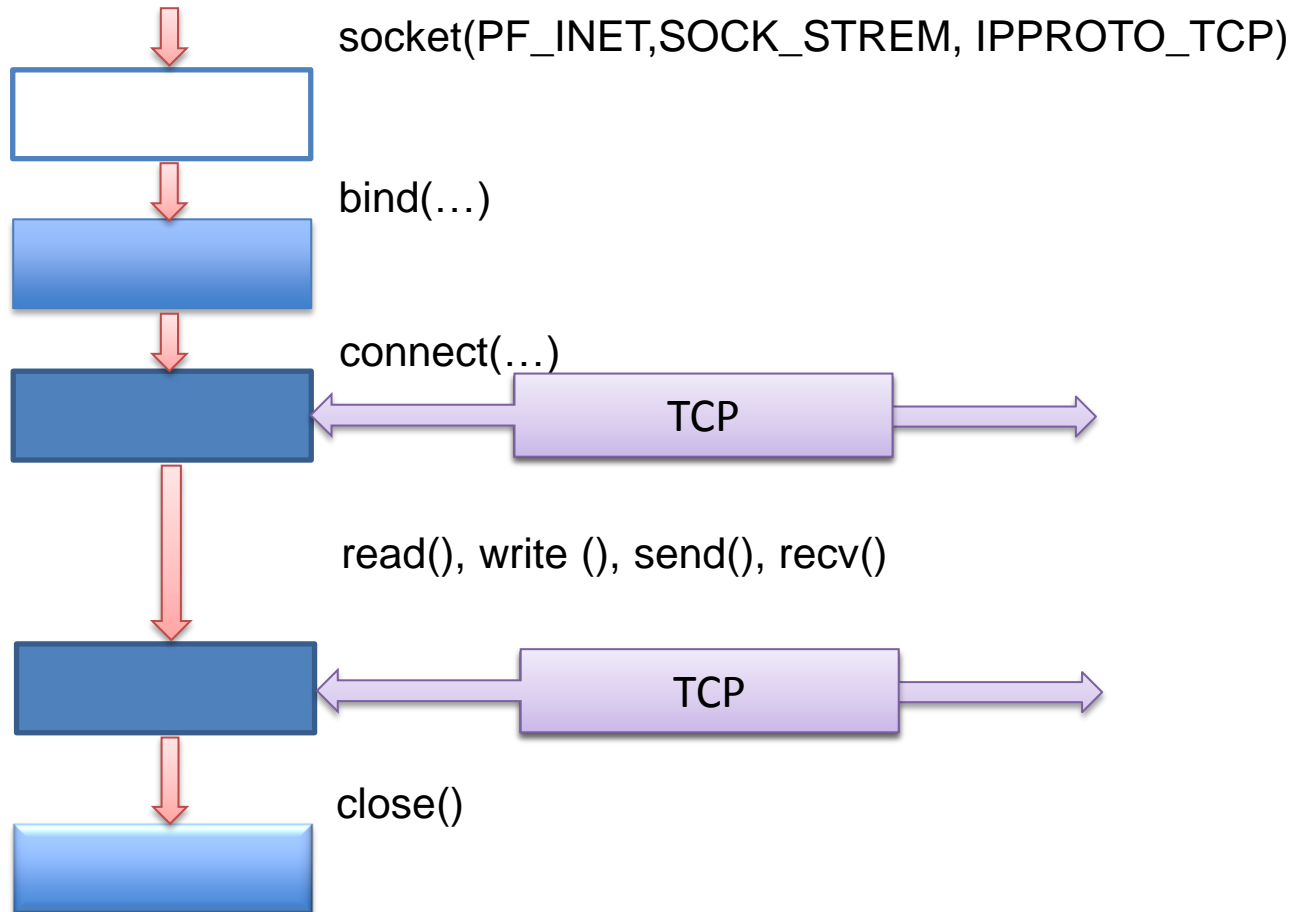 socket(PF_INET,SOCK_STREM, IPPROTO_TCP)
bind(…)
connect(…)
TCP
read(), write (), send(), recv()
TCP
close()